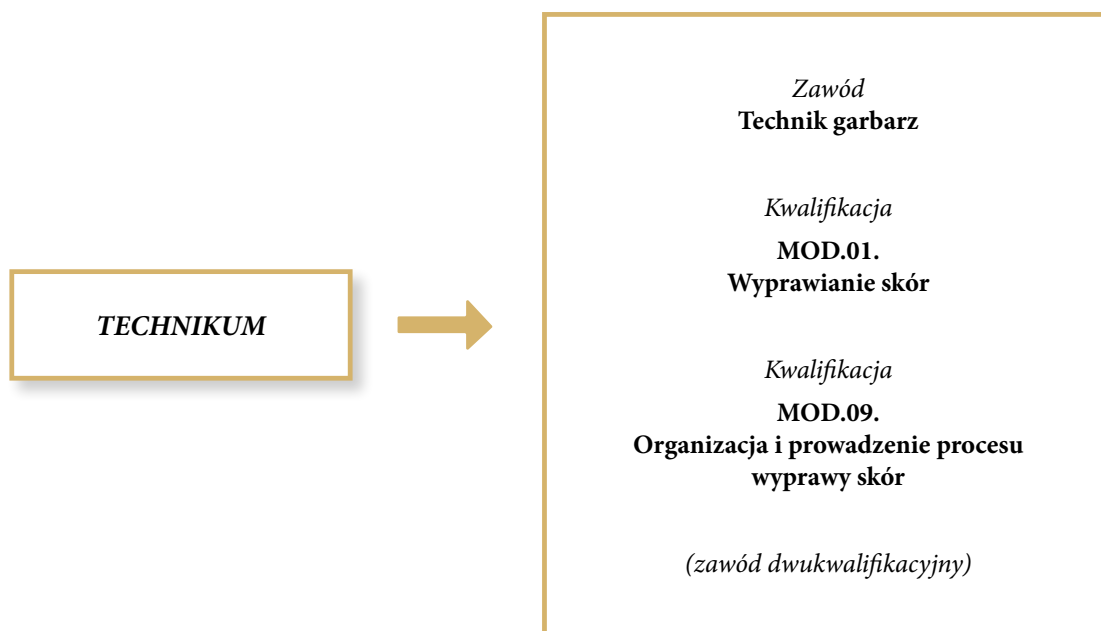 TECHNIKUM
Zawód
Technik garbarz
Kwalifikacja
MOD.01.
Wyprawianie skór
Kwalifikacja
MOD.09.
Organizacja i prowadzenie procesu
wyprawy skór
(zawód dwukwalifikacyjny)